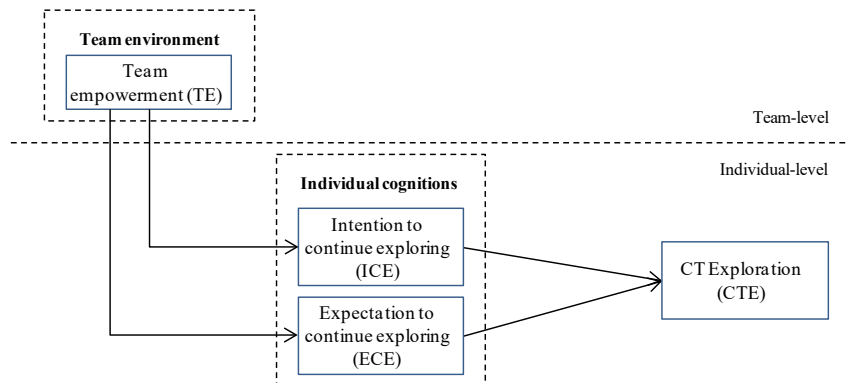 Team environment
Team
empowerment (TE)
Team-level
Individual-level
Individual cognitions
Intention to
continue exploring
(ICE)
CT Exploration
(CTE)
Expectation to
continue exploring
(ECE)